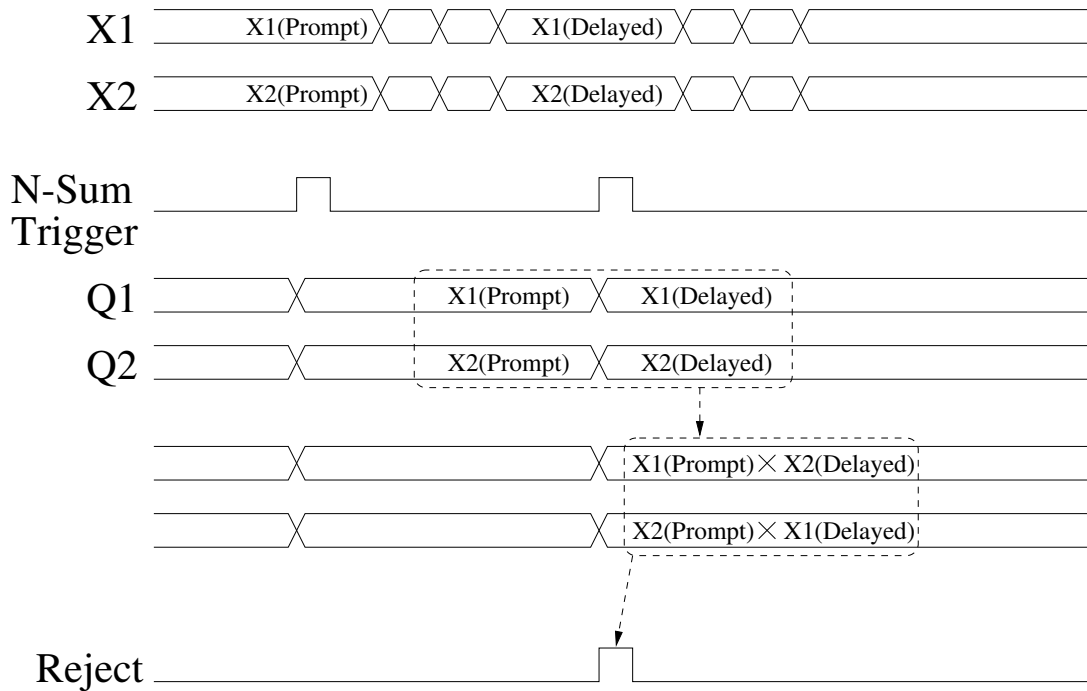 X1 X1(Prompt) X1(Delayed)
X2 X2(Prompt) X2(Delayed)
N-Sum
Trigger
Q1 X1(Prompt) X1(Delayed)
Q2 X2(Prompt) X2(Delayed)
X1(Prompt)× X2(Delayed)
X2(Prompt)× X1(Delayed)
Reject